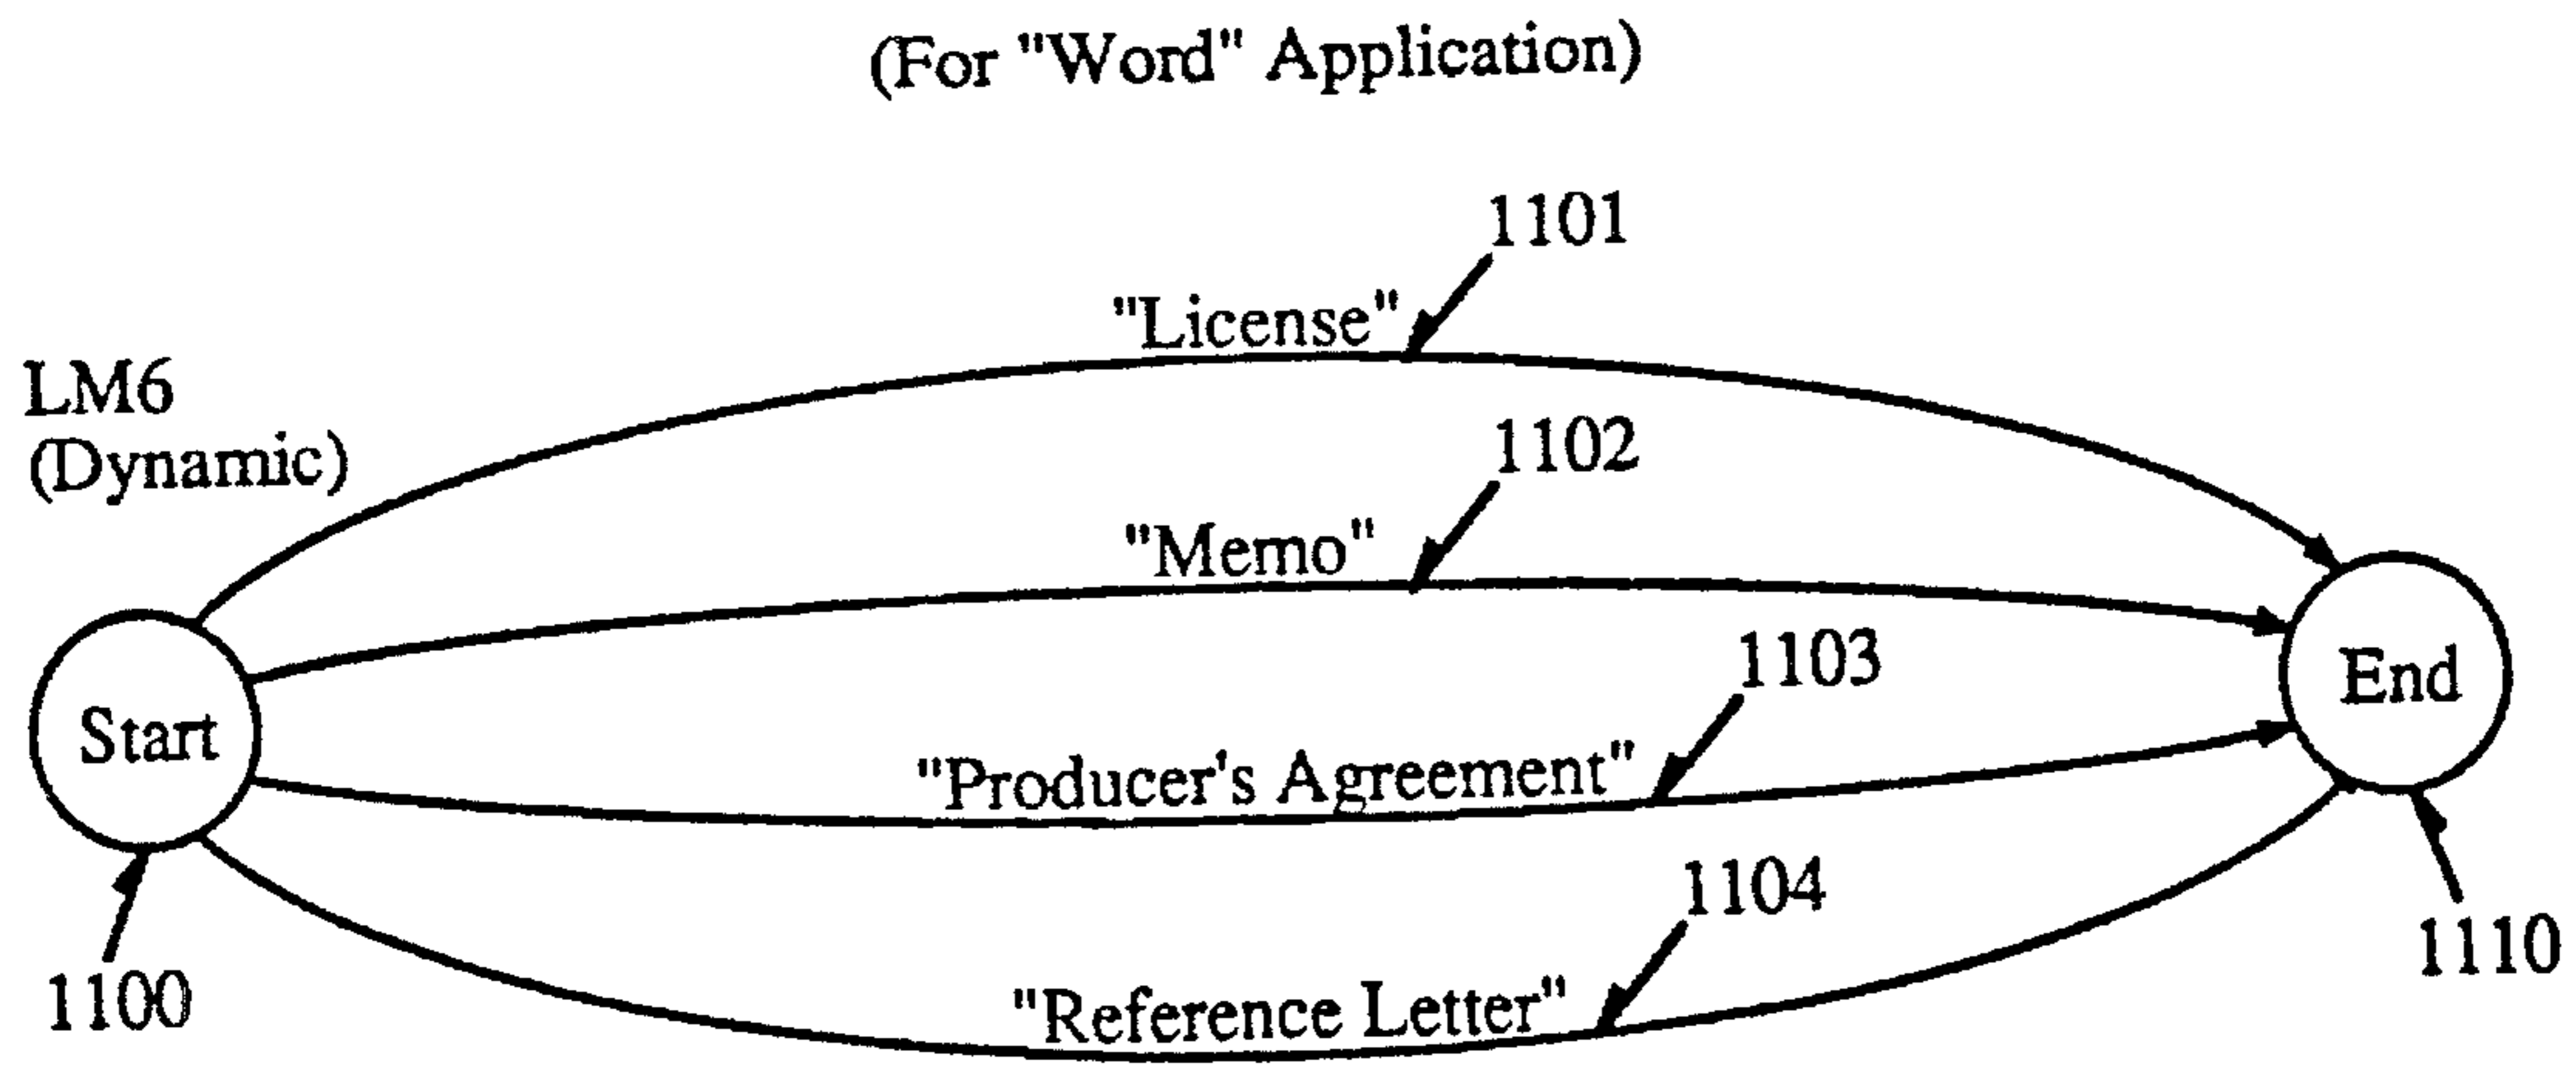 (For "Word" Application)
1101
"License"
LM6
(Dynamic)
1102
"Memo"
1103
End
Start
"Producer's Agreement"
1104
1110
1100
"Reference Letter"